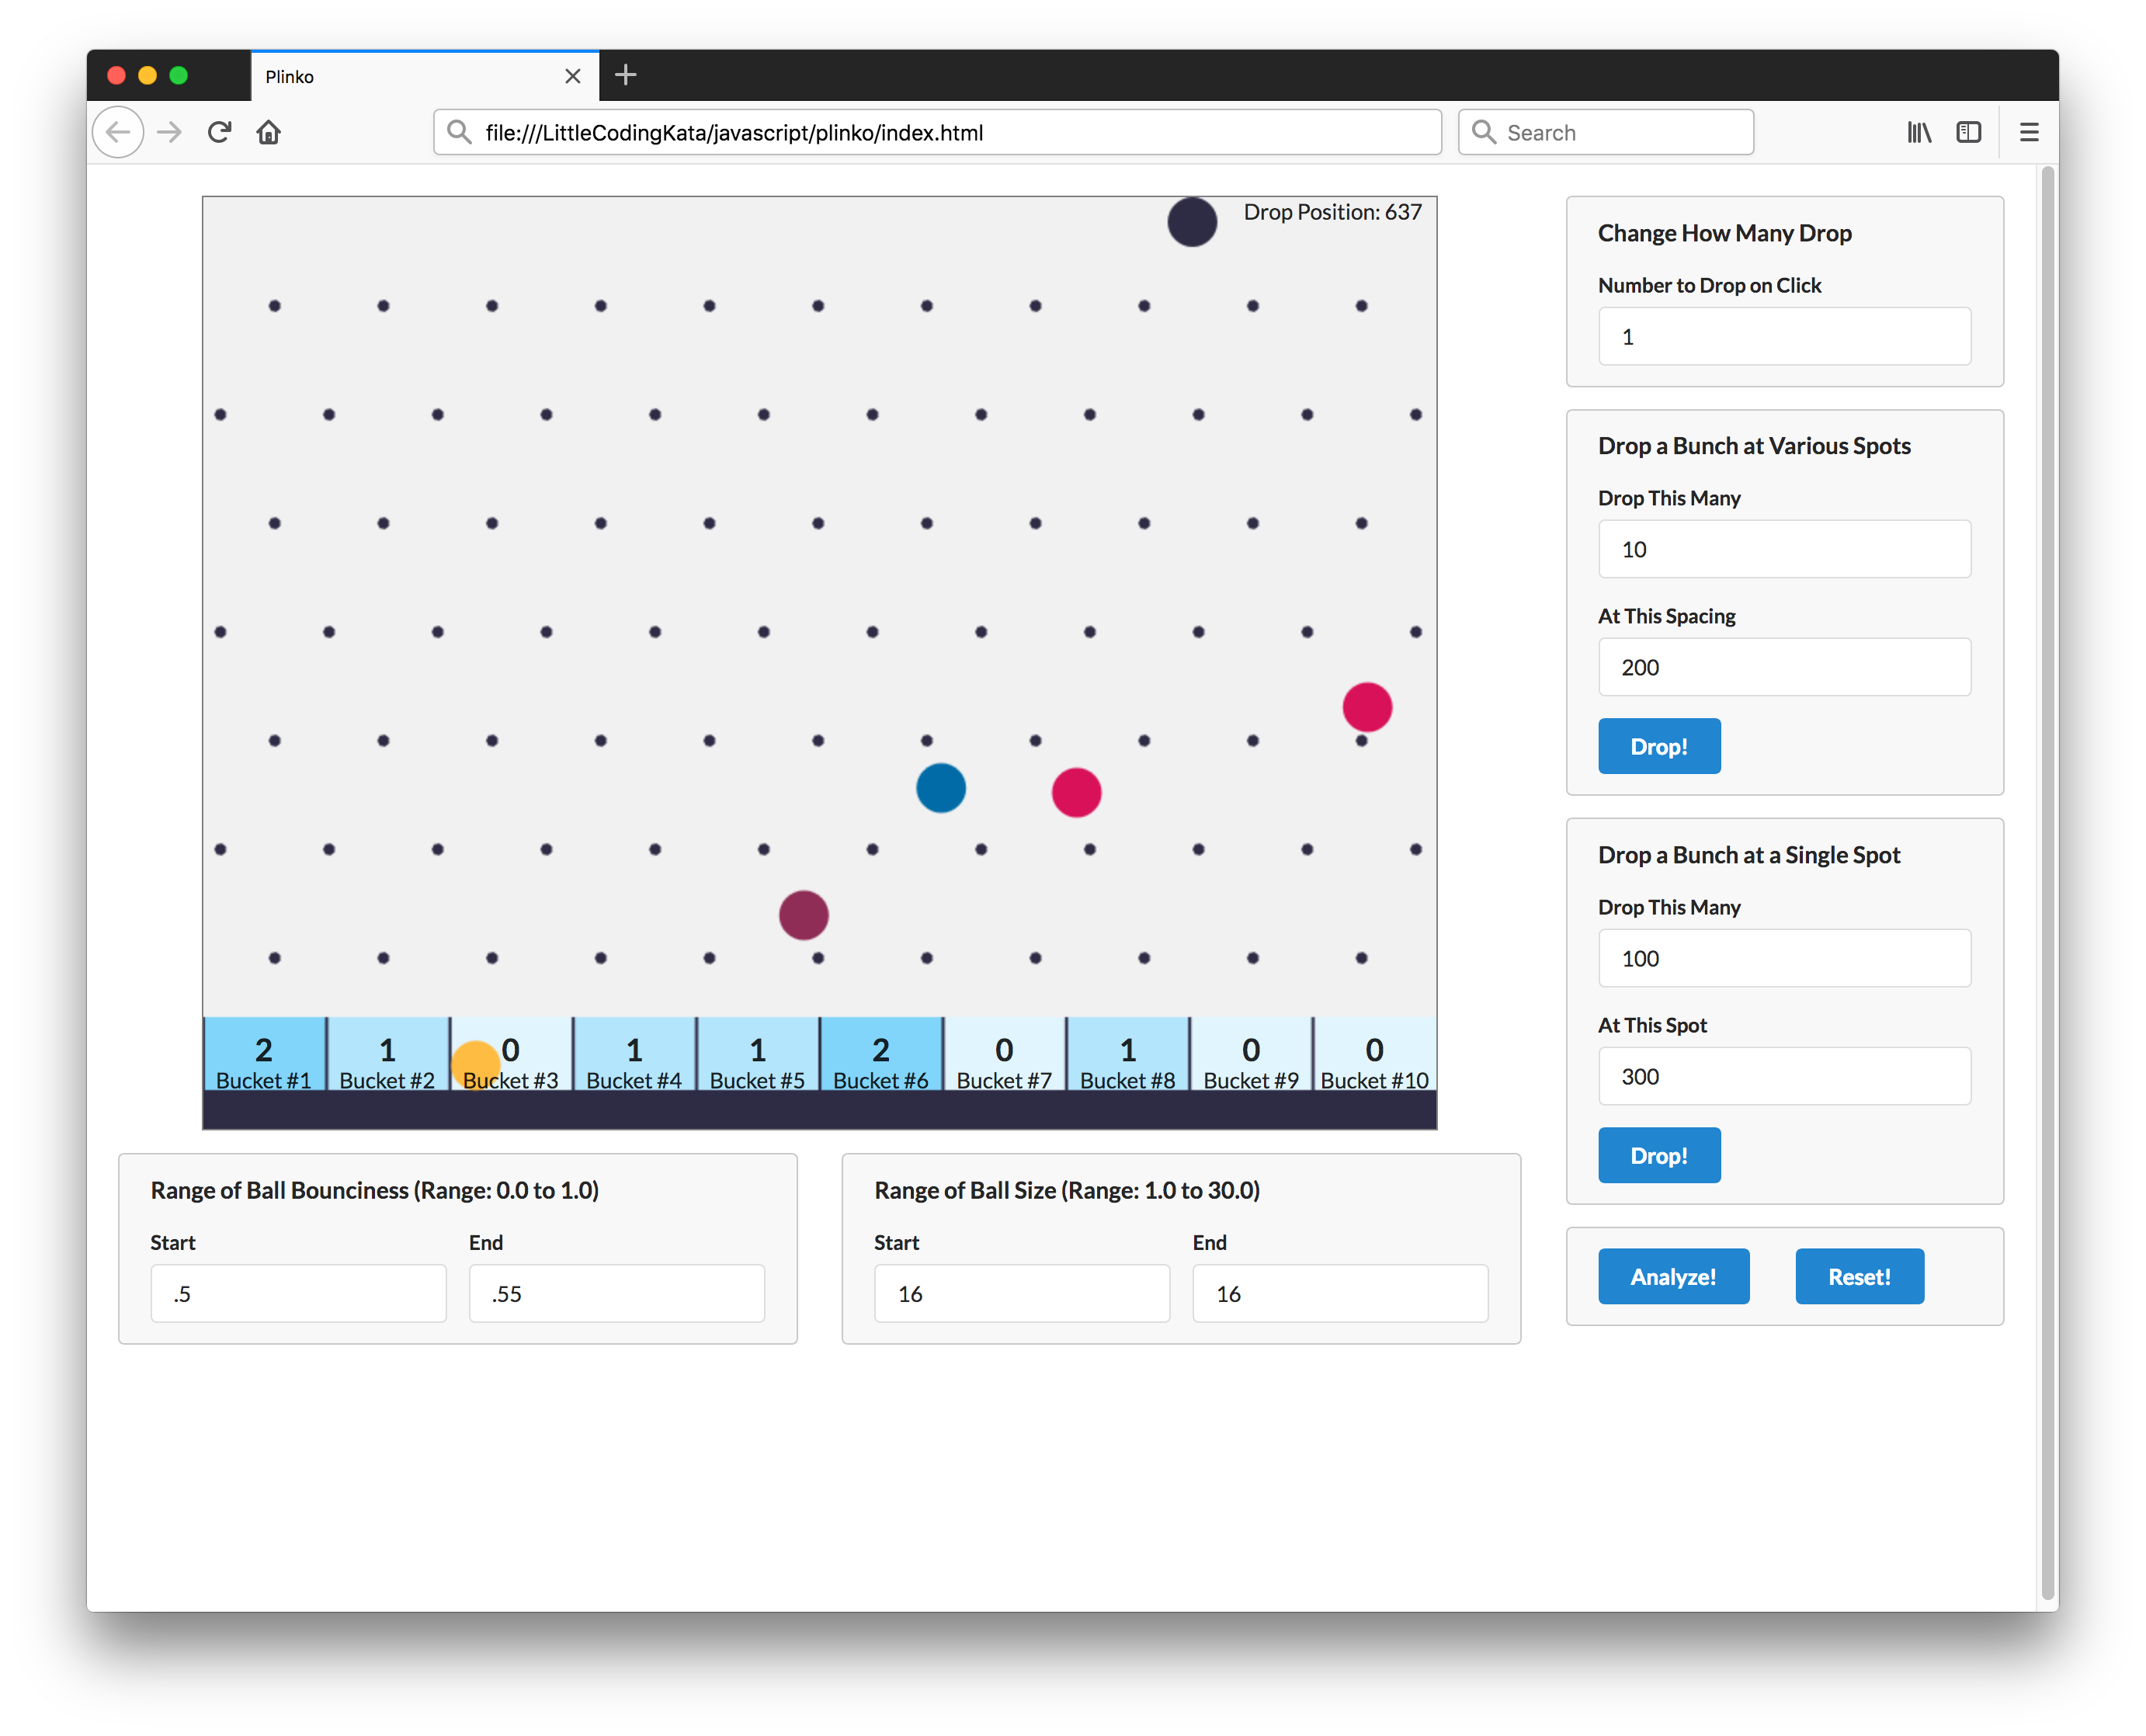 Plinko
file:///LittleCodingKata/javascript/plinko/index.html
Search
Drop Position: 637
2 1 0 1 1 2 0 1 0 0
Bucket #1 Bucket #2 Bucket #3 Bucket #4 Bucket #5 Bucket #6 Bucket #7 Bucket #8 Bucket #9 Bucket #10
Range of Ball Bounciness (Range: 0.0 to 1.0)
Start End
.5 .55
Range of Ball Size (Range: 1.0 to 30.0)
Start End
16 16
Change How Many Drop
Number to Drop on Click
1
Drop a Bunch at Various Spots
Drop This Many
10
At This Spacing
200
Drop!
Drop a Bunch at a Single Spot
Drop This Many
100
At This Spot
300
Drop!
Analyze! Reset!